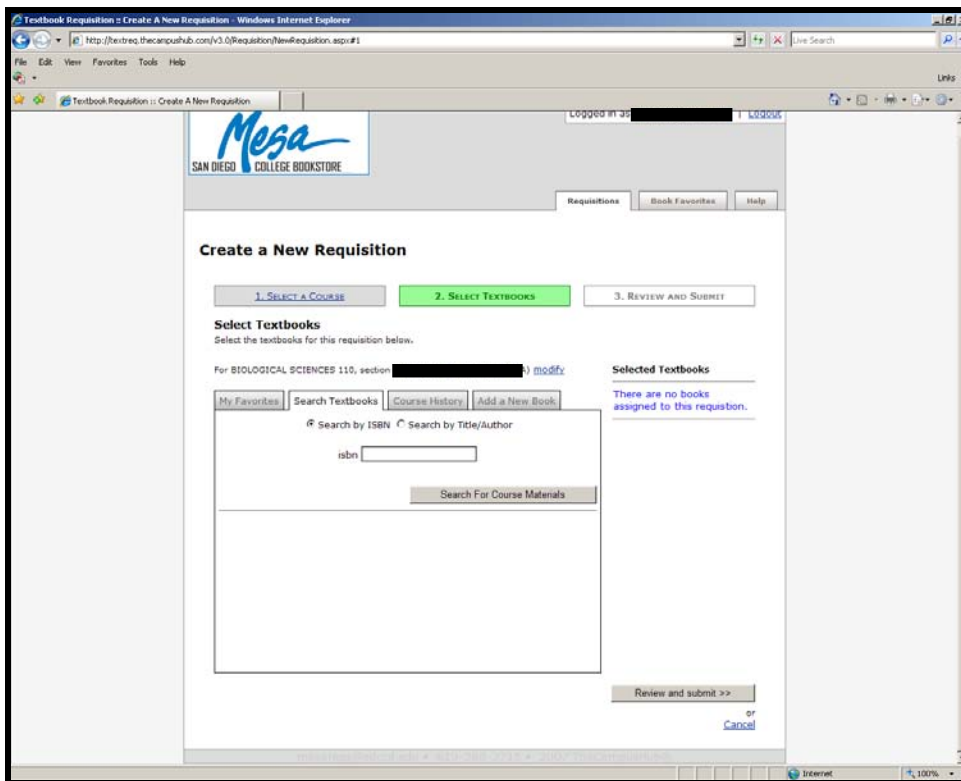 Textbook Requisition :: Create A New Requisition - Windows Internet Explorer
http://textreq.thecampushub.com/v3.0/Requisition/NewRequisition.aspx#1
Live Search
File Edit View Favorites Tools Help
Links
Textbook Requisition :: Create A New Requisition
Logged in as | Logout
Mesa
SAN DIEGO COLLEGE BOOKSTORE
Requisitions Book Favorites Help
Create a New Requisition
1. SELECT A COURSE 2. SELECT TEXTBOOKS 3. REVIEW AND SUBMIT
Select Textbooks
Select the textbooks for this requisition below.
For BIOLOGICAL SCIENCES 110, section ) modify
Selected Textbooks
There are no books
assigned to this requistion.
My Favorites Search Textbooks Course History Add a New Book
Search by ISBN Search by Title/Author
isbn
Search For Course Materials
Review and submit >>
or
Cancel
Internet 100%